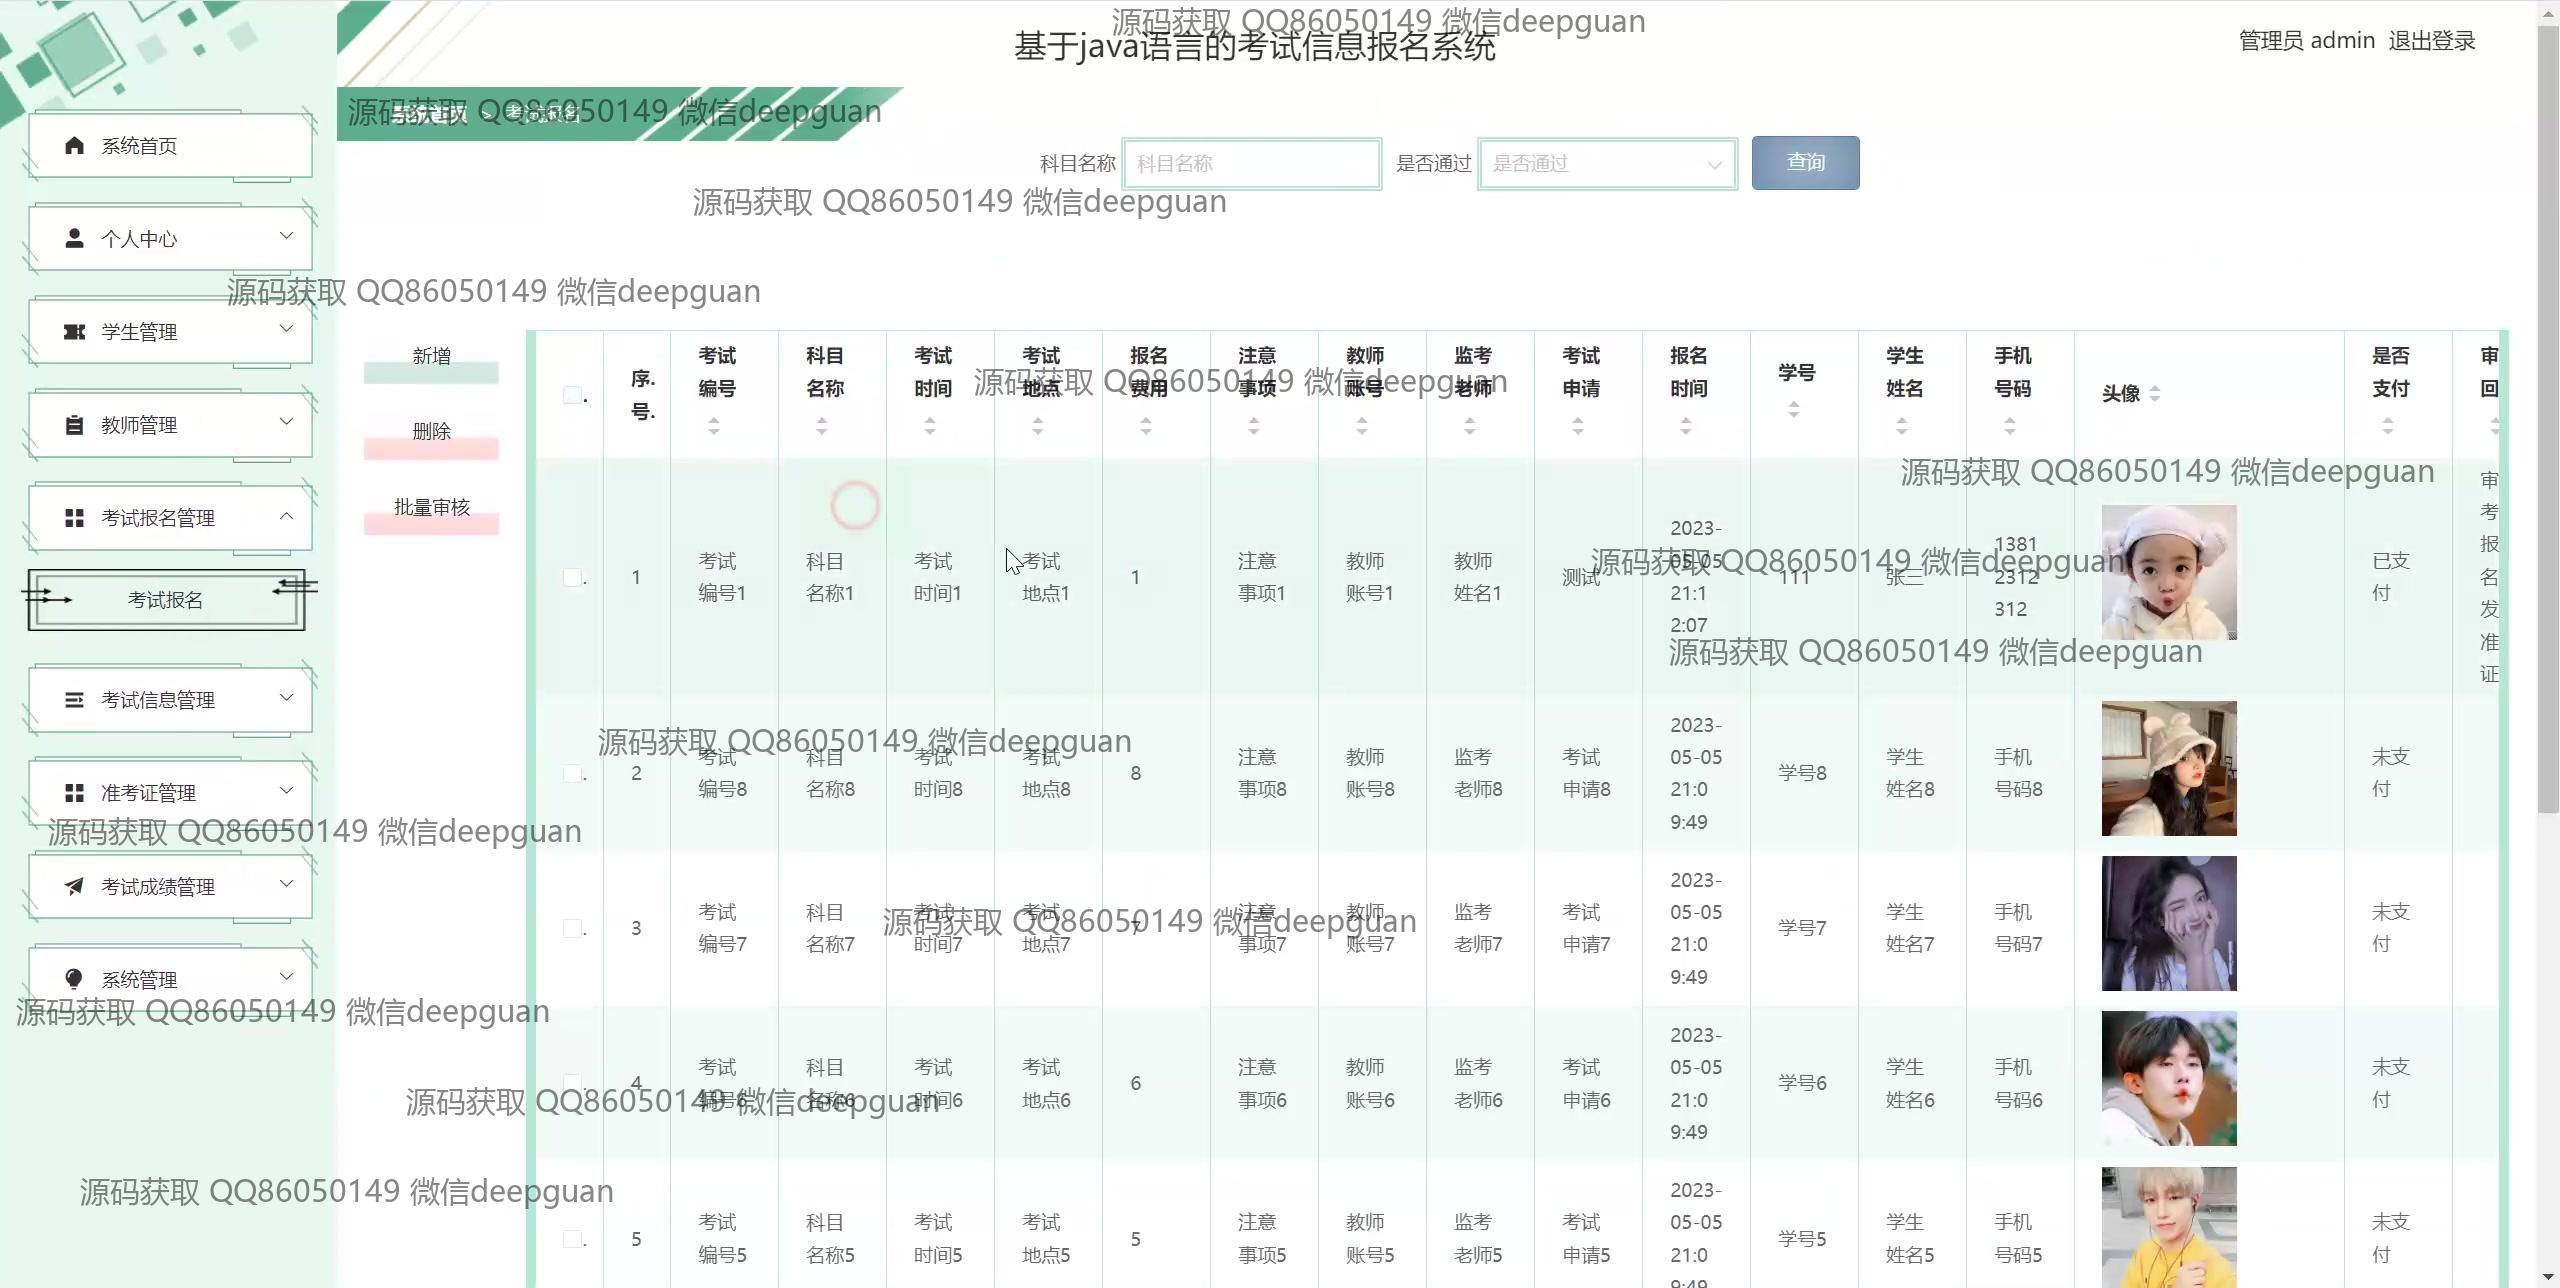 源码获取 QQ86050149 微信deepguan
基于java语言的考试信息报名系统
管理员 admin 退出登录
系统首页 > 考试报名
源码获取 QQ86050149 微信deepguan
系统首页
科目名称 科目名称 是否通过 是否通过 查询
源码获取 QQ86050149 微信deepguan
个人中心
源码获取 QQ86050149 微信deepguan
学生管理
教师管理
考试报名管理
考试报名
考试信息管理
准考证管理
源码获取 QQ86050149 微信deepguan
考试成绩管理
系统管理
源码获取 QQ86050149 微信deepguan
源码获取 QQ86050149 微信deepguan
源码获取 QQ86050149 微信deepguan
新增
删除
批量审核
序. 号. 考试编号 科目名称 考试时间 考试地点 报名费用 注意事项 教师账号 监考老师 考试申请 报名时间 学号 学生姓名 手机号码 头像 是否支付 审回
源码获取 QQ86050149 微信deepguan
源码获取 QQ86050149 微信deepguan
1 考试编号1 科目名称1 考试时间1 考试地点1 1 注意事项1 教师账号1 教师姓名1 测试 2023-05-05 21:12:07 111 张三 13812312312 已支付 审考报名发准证
源码获取 QQ86050149 微信deepguan
源码获取 QQ86050149 微信deepguan
源码获取 QQ86050149 微信deepguan
2 考试编号8 科目名称8 考试时间8 考试地点8 8 注意事项8 教师账号8 监考老师8 考试申请8 2023-05-05 21:09:49 学号8 学生姓名8 手机号码8 未支付
源码获取 QQ86050149 微信deepguan
3 考试编号7 科目名称7 考试时间7 考试地点7 7 注意事项7 教师账号7 监考老师7 考试申请7 2023-05-05 21:09:49 学号7 学生姓名7 手机号码7 未支付
4 考试编号6 科目名称6 考试时间6 考试地点6 6 注意事项6 教师账号6 监考老师6 考试申请6 2023-05-05 21:09:49 学号6 学生姓名6 手机号码6 未支付
5 考试编号5 科目名称5 考试时间5 考试地点5 5 注意事项5 教师账号5 监考老师5 考试申请5 2023-05-05 21:09:49 学号5 学生姓名5 手机号码5 未支付